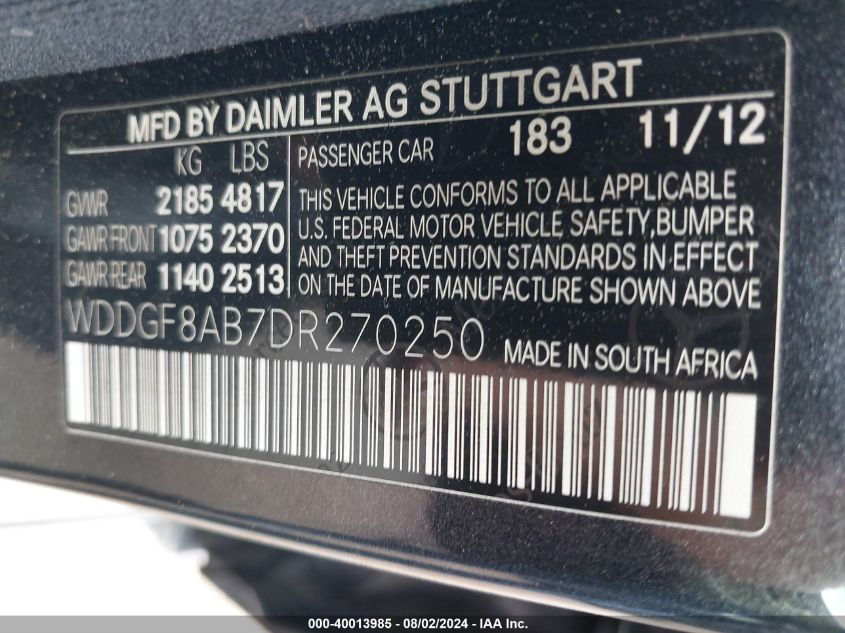 MFD BY DAIMLER AG STUTTGART
KG LBS
GVWR 2185 4817
GAWR FRONT 1075 2370
GAWR REAR 1140 2513
PASSENGER CAR 183 11/12
THIS VEHICLE CONFORMS TO ALL APPLICABLE
U.S. FEDERAL MOTOR VEHICLE SAFETY,BUMPER
AND THEFT PREVENTION STANDARDS IN EFFECT
ON THE DATE OF MANUFACTURE SHOWN ABOVE
WDDGF8AB7DR270250
MADE IN SOUTH AFRICA
000-40013985 - 08/02/2024 - IAA Inc.